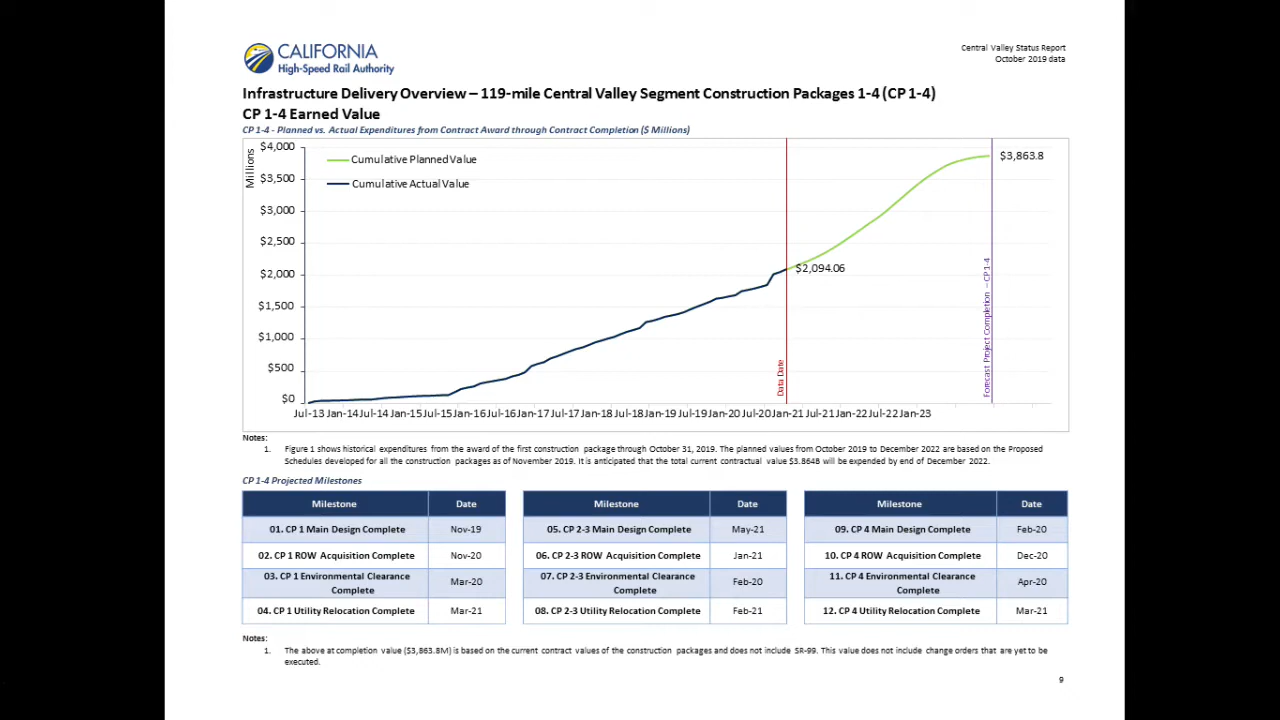 CALIFORNIA
High-Speed Rail Authority
Central Valley Status Report
October 2019 data
Infrastructure Delivery Overview – 119-mile Central Valley Segment Construction Packages 1-4 (CP 1-4)
CP 1-4 Earned Value
CP 1-4 - Planned vs. Actual Expenditures from Contract Award through Contract Completion ($ Millions)
Millions
$4,000
$3,500
$3,000
$2,500
$2,000
$1,500
$1,000
$500
$0
Cumulative Planned Value
Cumulative Actual Value
$3,863.8
$2,094.06
Data Date
Forecast Project Completion – CP 1-4
Jul-13 Jan-14 Jul-14 Jan-15 Jul-15 Jan-16 Jul-16 Jan-17 Jul-17 Jan-18 Jul-18 Jan-19 Jul-19 Jan-20 Jul-20 Jan-21 Jul-21 Jan-22 Jul-22 Jan-23
Notes:
1. Figure 1 shows historical expenditures from the award of the first construction package through October 31, 2019. The planned values from October 2019 to December 2022 are based on the Proposed
Schedules developed for all the construction packages as of November 2019. It is anticipated that the total current contractual value $3.864B will be expended by end of December 2022.
CP 1-4 Projected Milestones
Milestone Date
01. CP 1 Main Design Complete Nov-19
02. CP 1 ROW Acquisition Complete Nov-20
03. CP 1 Environmental Clearance
Complete Mar-20
04. CP 1 Utility Relocation Complete Mar-21
Milestone Date
05. CP 2-3 Main Design Complete May-21
06. CP 2-3 ROW Acquisition Complete Jan-21
07. CP 2-3 Environmental Clearance
Complete Feb-20
08. CP 2-3 Utility Relocation Complete Feb-21
Milestone Date
09. CP 4 Main Design Complete Feb-20
10. CP 4 ROW Acquisition Complete Dec-20
11. CP 4 Environmental Clearance
Complete Apr-20
12. CP 4 Utility Relocation Complete Mar-21
Notes:
1. The above at completion value ($3,863.8M) is based on the current contract values of the construction packages and does not include SR-99. This value does not include change orders that are yet to be
executed.
9